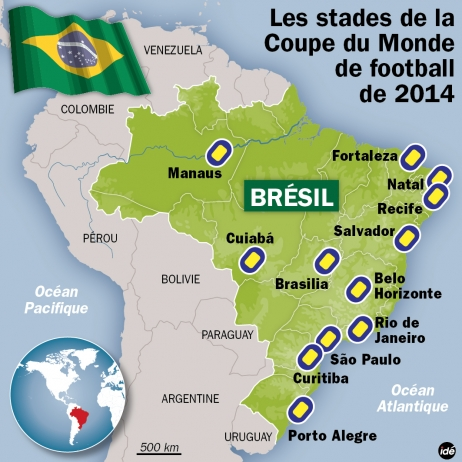 Les stades de la
Coupe du Monde
de football
de 2014
VENEZUELA
COLOMBIE
Fortaleza
Manaus
Natal
BRÉSIL
Recife
Salvador
Cuiabá
PÉROU
Brasilia
BOLIVIE
Belo
Horizonte
Océan
Pacifique
Rio de
Janeiro
PARAGUAY
São Paulo
Curitiba
Océan
Atlantique
ARGENTINE
Porto Alegre
URUGUAY
500 km
idé